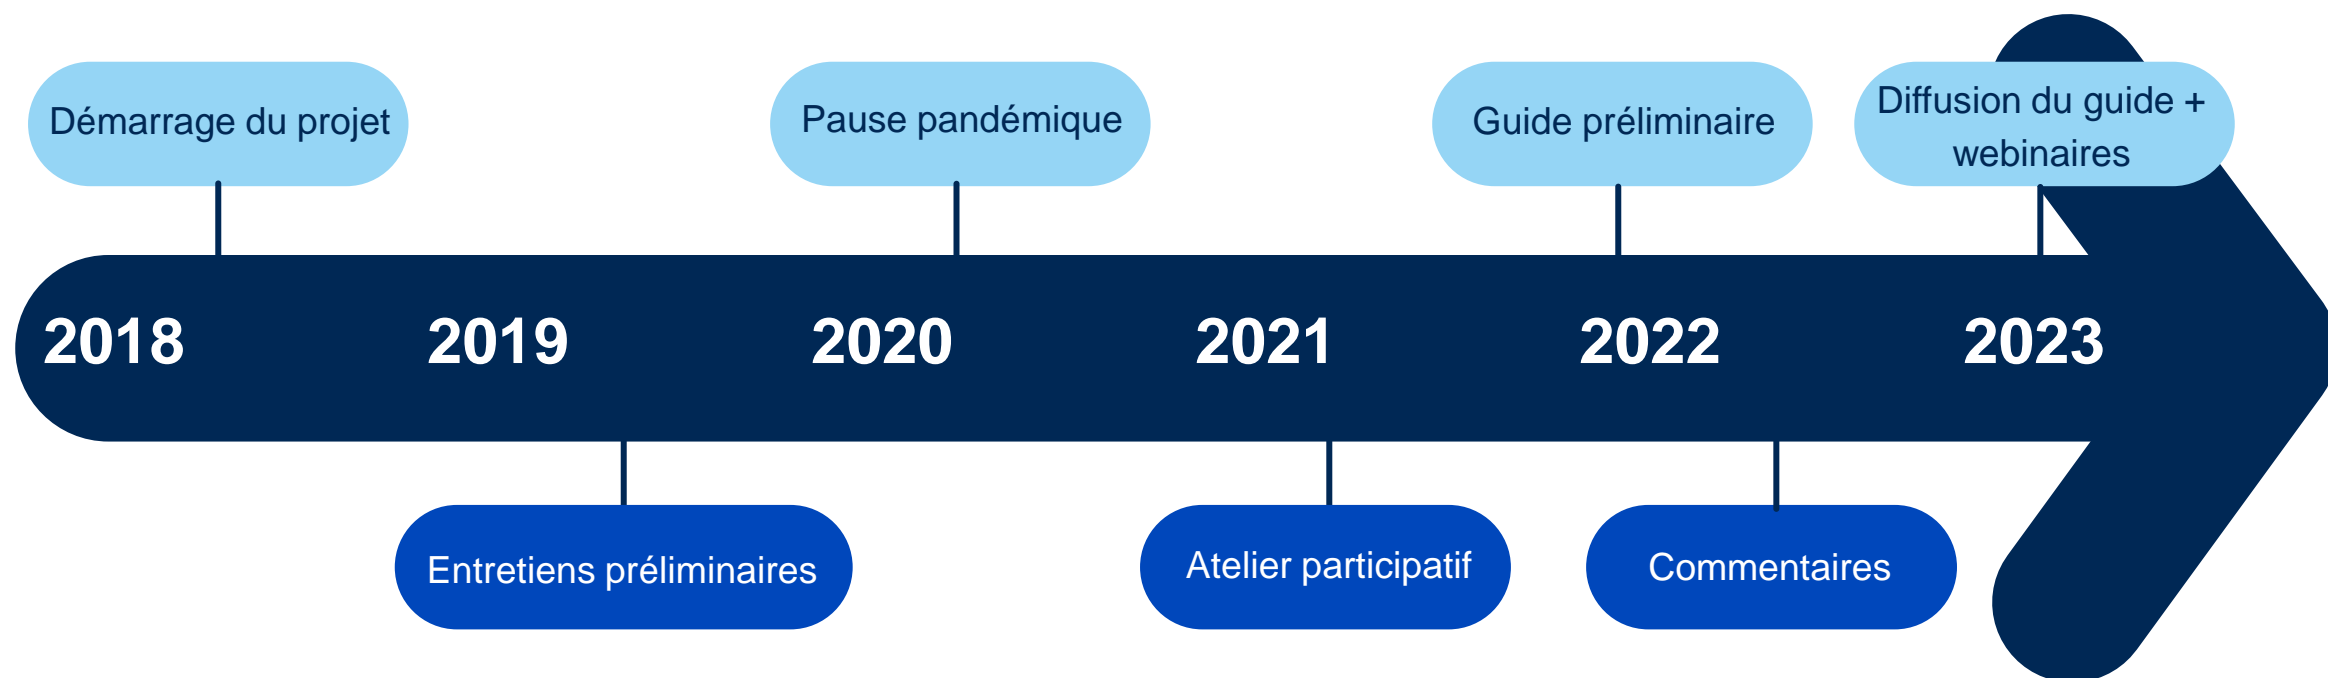 Démarrage du projet
Pause pandémique
Guide préliminaire
Diffusion du guide +
webinaires
2018
2019
2020
2021
2022
2023
Entretiens préliminaires
Atelier participatif
Commentaires